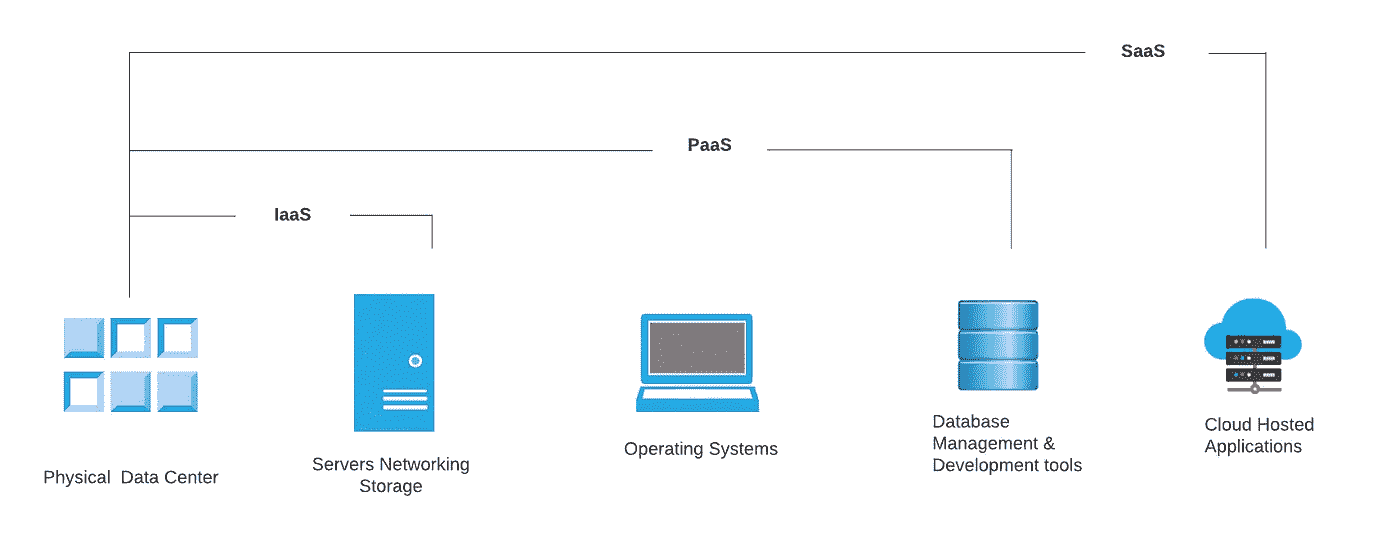 SaaS
PaaS
IaaS
Physical Data Center
Servers Networking
Storage
Operating Systems
Database
Management &
Development tools
Cloud Hosted
Applications